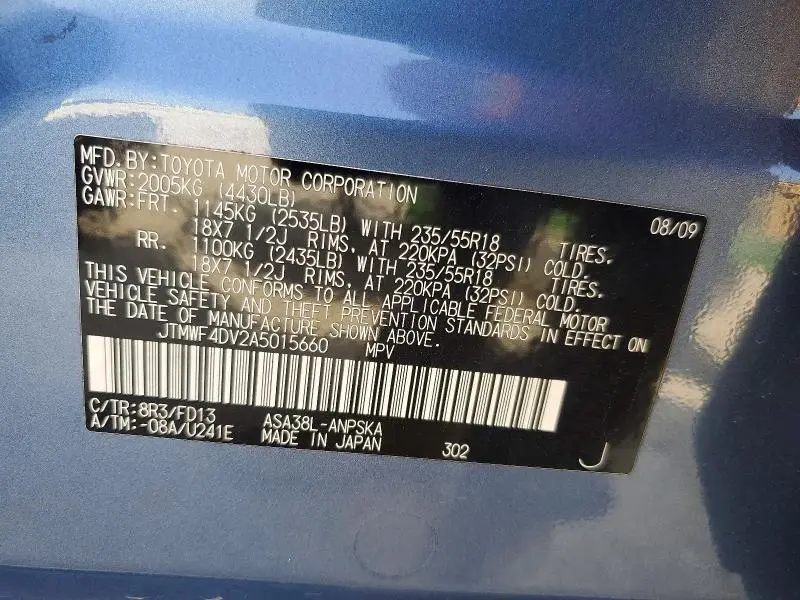 MFD. BY: TOYOTA MOTOR CORPORATION 08/09
GVWR: 2005KG (4430LB)
GAWR: FRT. 1145KG (2535LB) WITH 235/55R18 TIRES.
18X7 1/2J RIMS, AT 220KPA (32PSI) COLD.
RR. 1100KG (2435LB) WITH 235/55R18 TIRES.
18X7 1/2J RIMS, AT 220KPA (32PSI) COLD.
THIS VEHICLE CONFORMS TO ALL APPLICABLE FEDERAL MOTOR
VEHICLE SAFETY AND THEFT PREVENTION STANDARDS IN EFFECT ON
THE DATE OF MANUFACTURE SHOWN ABOVE.
JTMWF4DV2A5015660 MPV
C/TR: 8R3/FD13 ASA38L-ANPSKA
A/TM: -08A/U241E MADE IN JAPAN 302 J